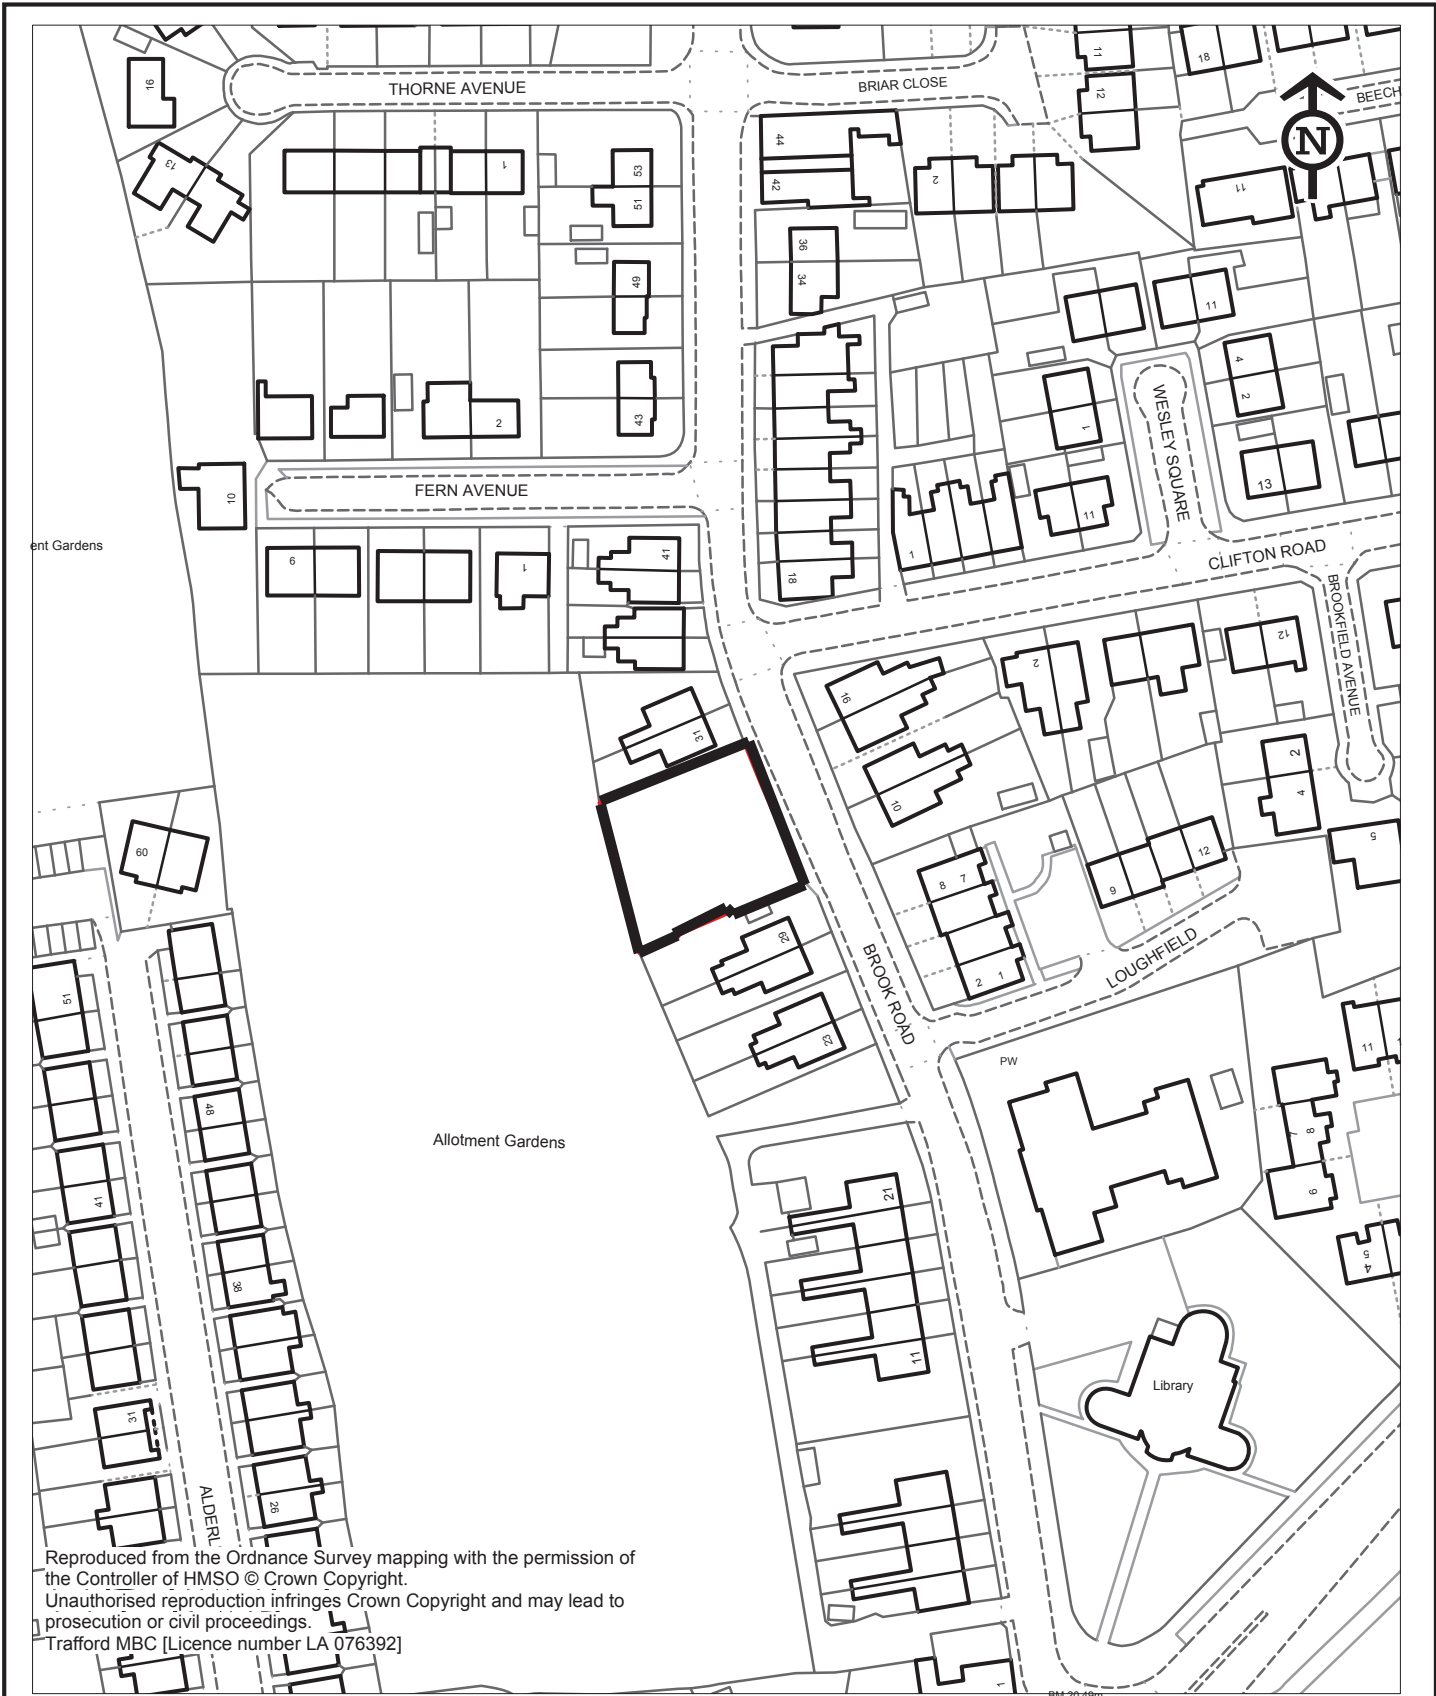 16
THORNE AVENUE
BRIAR CLOSE
11
18
12
BEECH
N
13
1
53
51
44
42
2
11
36
34
49
11
4
2
43
2
1
WESLEY SQUARE
13
10
FERN AVENUE
11
ent Gardens
9
1
41
18
1
CLIFTON ROAD
BROOKFIELD AVENUE
12
2
16
31
10
2
4
60
5
8 7
9
12
29
BROOK ROAD
LOUGHFIELD
2 1
51
23
PW
11
48
Allotment Gardens
7
8
6
41
21
5
4
38
11
Library
31
26
ALDERL
Reproduced from the Ordnance Survey mapping with the permission of
the Controller of HMSO © Crown Copyright.
Unauthorised reproduction infringes Crown Copyright and may lead to
prosecution or civil proceedings.
Trafford MBC [Licence number LA 076392]
1